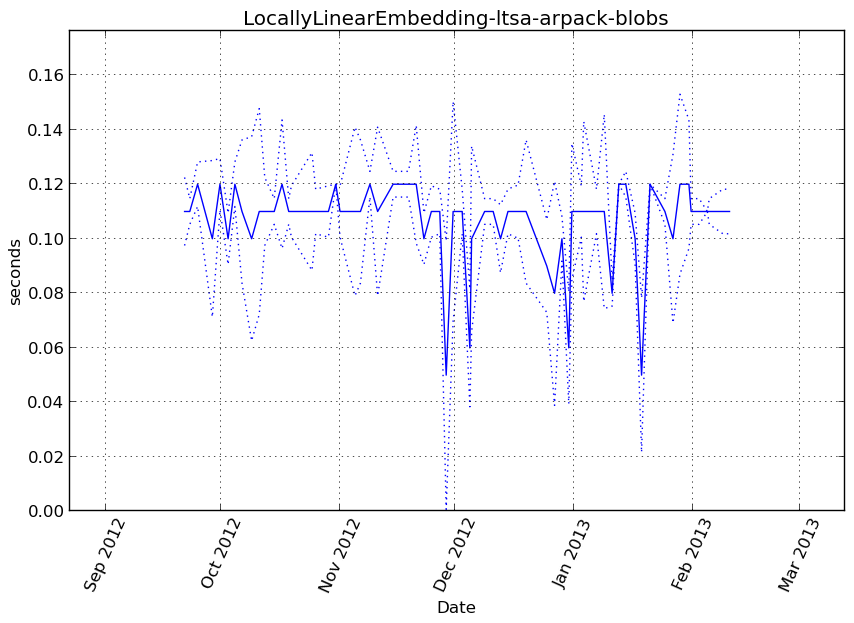 LocallyLinearEmbedding-ltsa-arpack-blobs
0.16
0.14
0.12
0.10
0.08
0.06
0.04
0.02
0.00
seconds
Sep 2012
Oct 2012
Nov 2012
Dec 2012
Jan 2013
Feb 2013
Mar 2013
Date